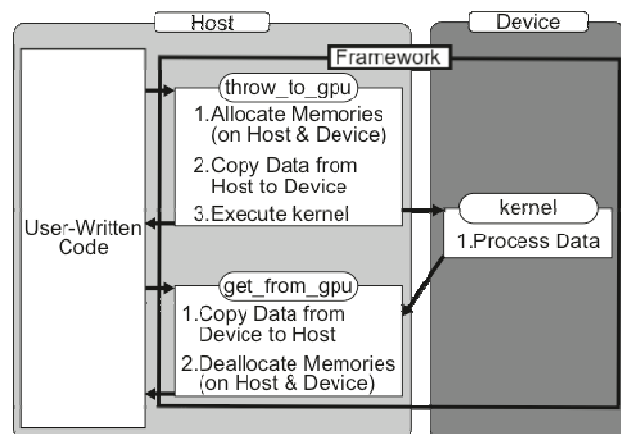 Host
Device
Framework
throw_to_gpu
1.Allocate Memories
(on Host & Device)
2.Copy Data from
Host to Device
3.Execute kernel
kernel
1.Process Data
User-Written
Code
get_from_gpu
1.Copy Data from
Device to Host
2.Deallocate Memories
(on Host & Device)